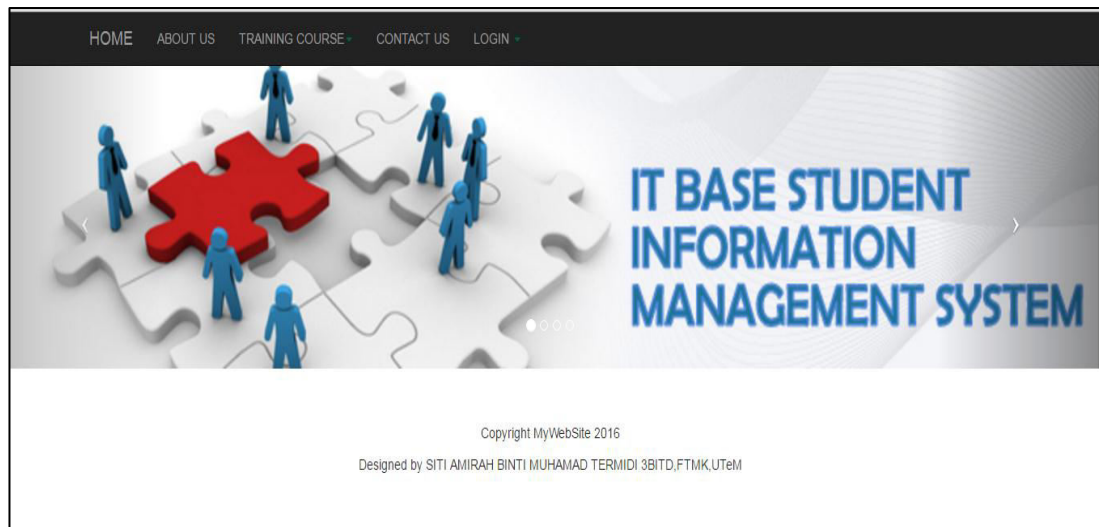 HOME ABOUT US TRAINING COURSE CONTACT US LOGIN
IT BASE STUDENT
INFORMATION
MANAGEMENT SYSTEM
Copyright MyWebSite 2016
Designed by SITI AMIRAH BINTI MUHAMAD TERMIDI 3BITD,FTMK,UTeM